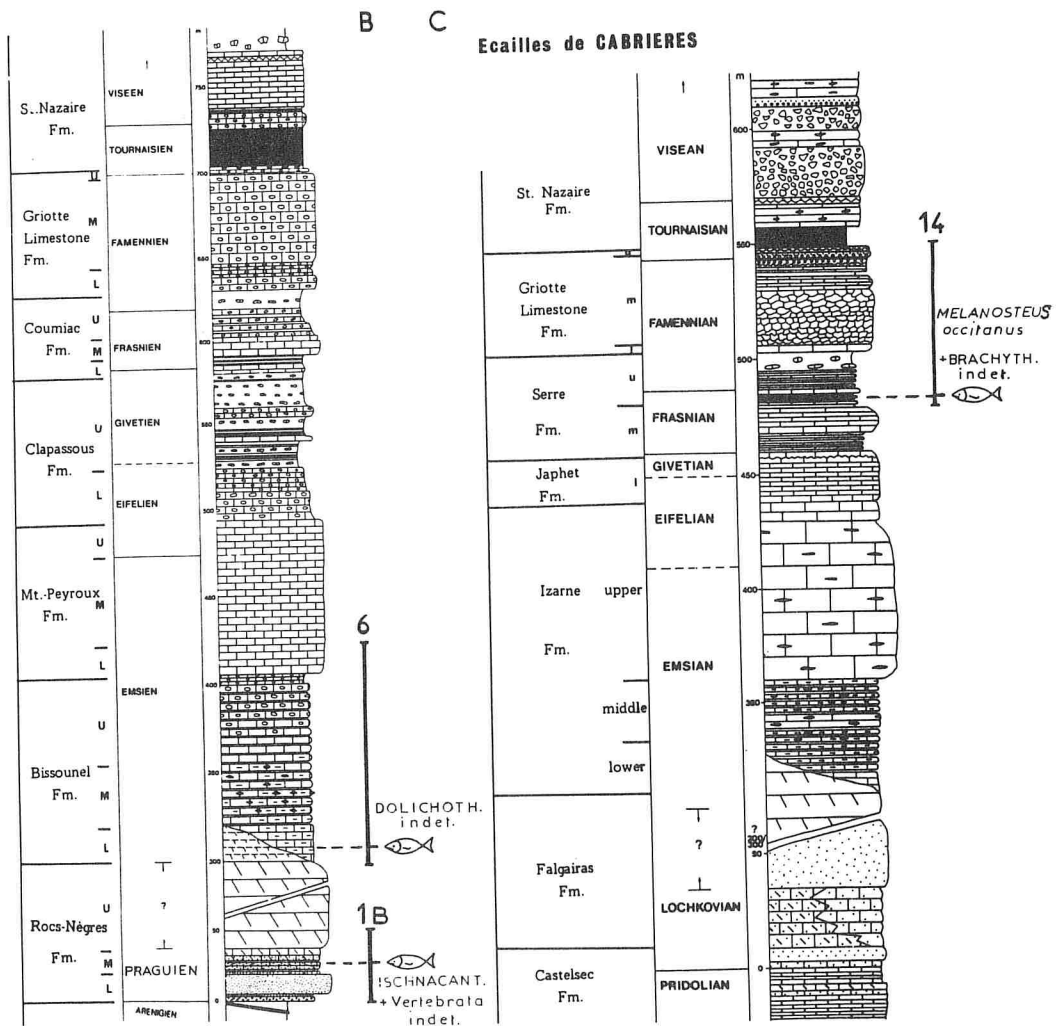 B C
Ecailles de CABRIERES
m
S.. Nazaire
Fm.
VISEEN
750
TOURNAISIEN
700
U
Griotte
Limestone
Fm.
M
FAMENNIEN
650
L
Coumiac
Fm.
U
M
L
FRASNIEN
600
Clapassous
Fm.
U
L
GIVETIEN
550
EIFELIEN
500
Mt.-Peyroux
Fm.
U
M
L
450
EMSIEN
400
Bissounel
Fm.
U
M
L
350
300
6
DOLICHOTH.
indet.
Rocs-Nègres
Fm.
U
M
L
?
50
PRAGUIEN
0
ARENIGIEN
1B
ISCHNACANT.
+ Vertebrata
indet.
m
600
VISEAN
St. Nazaire
Fm.
TOURNAISIAN
550
u
Griotte
Limestone
Fm.
m
FAMENNIAN
500
14
MELANOSTEUS
occitanus
+BRACHYTH.
indet.
Serre
Fm.
u
m
FRASNIAN
Japhet
Fm.
l
GIVETIAN
450
EIFELIAN
Izarne upper
Fm.
400
EMSIAN
middle
350
lower
Falgairas
Fm.
?
?
300
50
LOCHKOVIAN
Castelsec
Fm.
0
PRIDOLIAN